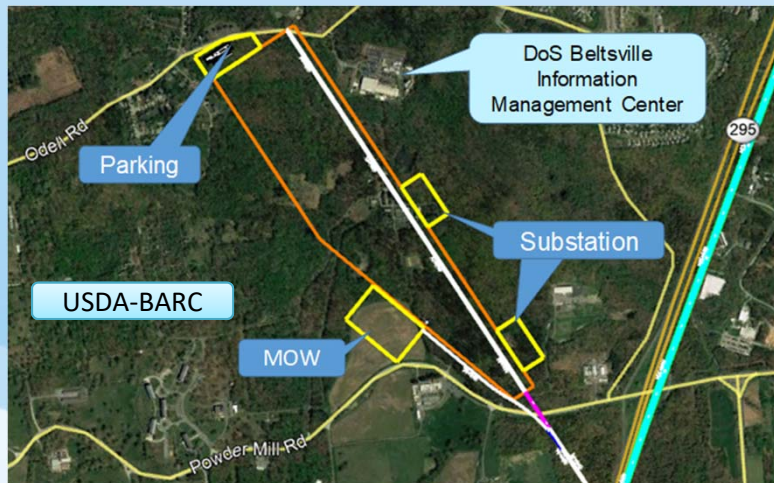 DoS Beltsville
Information
Management Center
295
Odell Rd
Parking
Substation
USDA-BARC
MOW
Powder Mill Rd